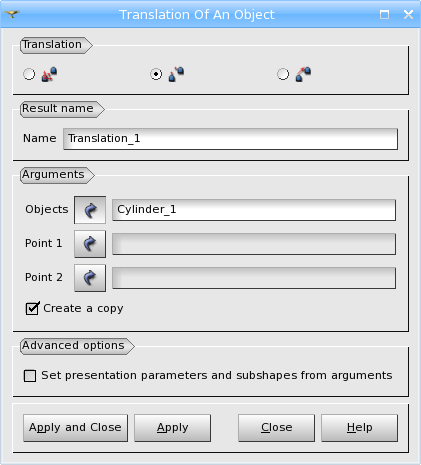 Translation Of An Object
Translation
Result name
Name Translation_1
Arguments
Objects Cylinder_1
Point 1
Point 2
Create a copy
Advanced options
Set presentation parameters and subshapes from arguments
Apply and Close Apply Close Help